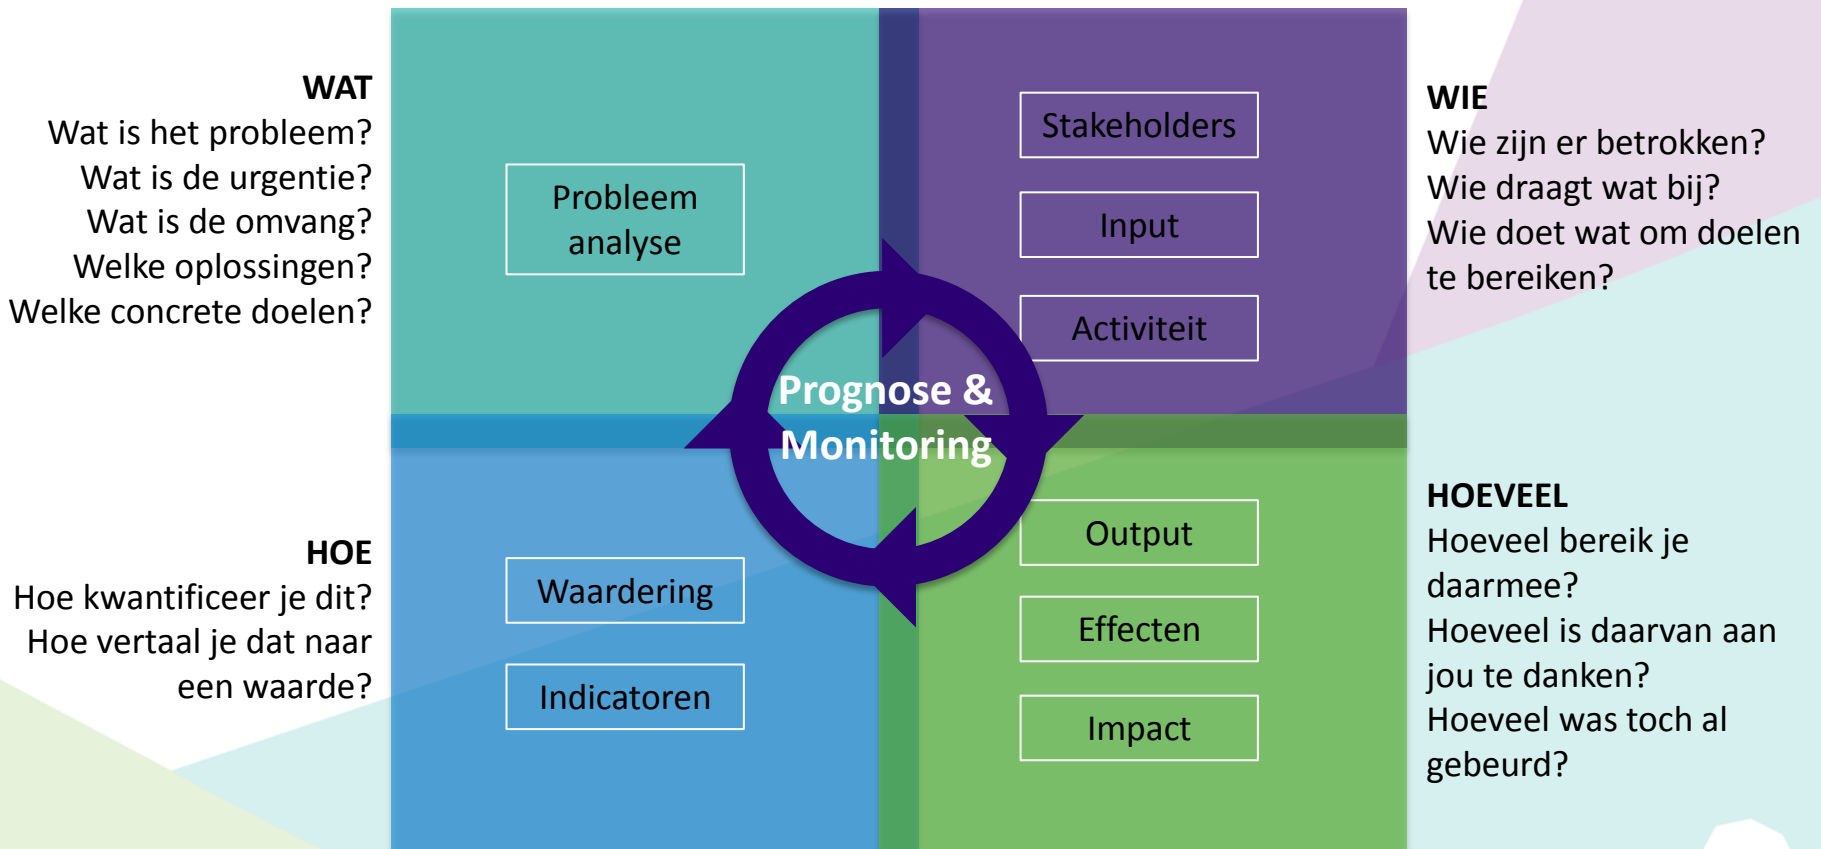 WAT
Wat is het probleem?
Wat is de urgentie?
Wat is de omvang?
Welke oplossingen?
Welke concrete doelen?
Probleem
analyse
Stakeholders
Input
Activiteit
WIE
Wie zijn er betrokken?
Wie draagt wat bij?
Wie doet wat om doelen
te bereiken?
Prognose &
Monitoring
HOE
Hoe kwantificeer je dit?
Hoe vertaal je dat naar
een waarde?
Waardering
Indicatoren
Output
Effecten
Impact
HOEVEEL
Hoeveel bereik je
daarmee?
Hoeveel is daarvan aan
jou te danken?
Hoeveel was toch al
gebeurd?